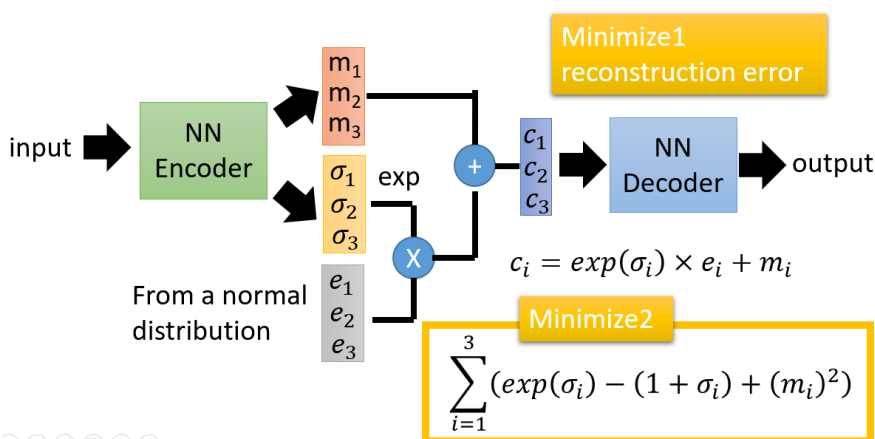 Minimize1
reconstruction error
input
NN
Encoder
m₁
m₂
m₃
σ₁
σ₂
σ₃
exp
e₁
e₂
e₃
From a normal
distribution
X
+
c₁
c₂
c₃
NN
Decoder
output
cᵢ = exp(σᵢ) × eᵢ + mᵢ
Minimize2
3
∑ (exp(σᵢ) − (1 + σᵢ) + (mᵢ)²)
i=1